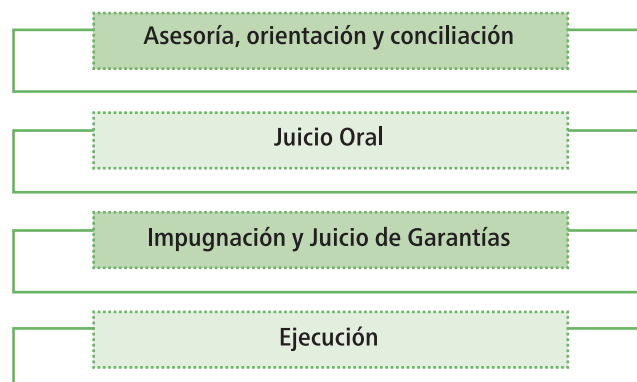 Asesoría, orientación y conciliación
Juicio Oral
Impugnación y Juicio de Garantías
Ejecución